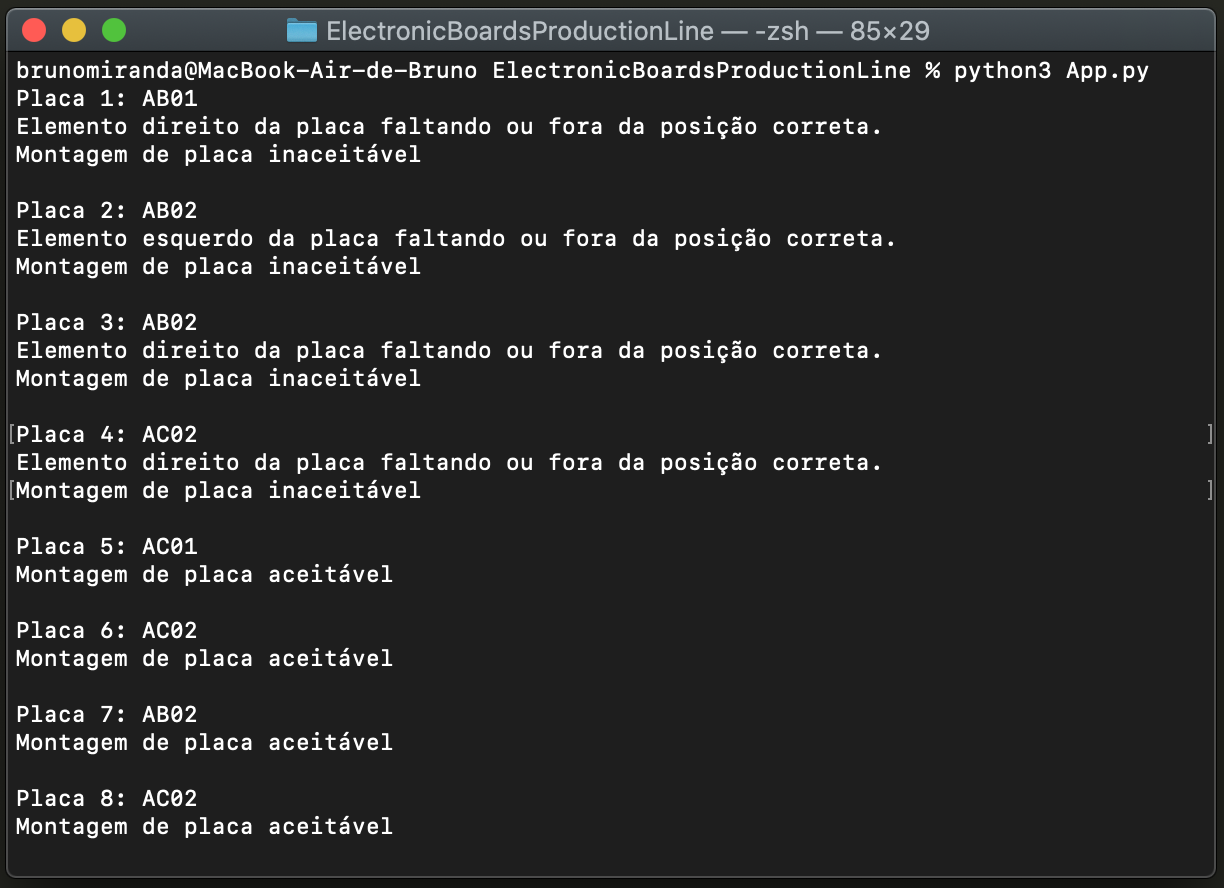 ElectronicBoardsProductionLine — -zsh — 85×29
brunomiranda@MacBook-Air-de-Bruno ElectronicBoardsProductionLine % python3 App.py
Placa 1: AB01
Elemento direito da placa faltando ou fora da posição correta.
Montagem de placa inaceitável

Placa 2: AB02
Elemento esquerdo da placa faltando ou fora da posição correta.
Montagem de placa inaceitável

Placa 3: AB02
Elemento direito da placa faltando ou fora da posição correta.
Montagem de placa inaceitável

[Placa 4: AC02 ]
Elemento direito da placa faltando ou fora da posição correta.
[Montagem de placa inaceitável ]

Placa 5: AC01
Montagem de placa aceitável

Placa 6: AC02
Montagem de placa aceitável

Placa 7: AB02
Montagem de placa aceitável

Placa 8: AC02
Montagem de placa aceitável